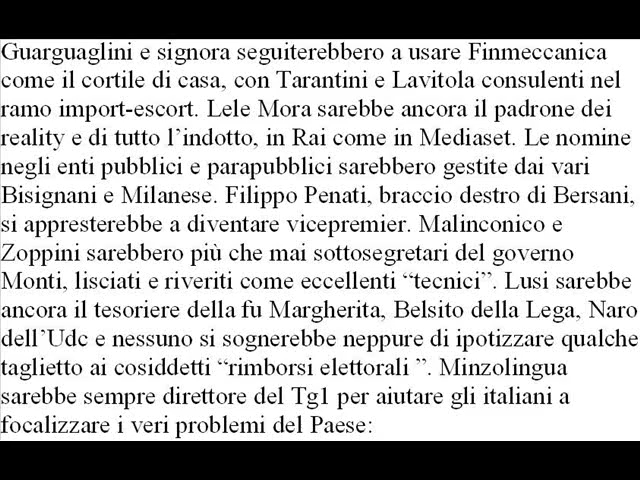 Guarguaglini e signora seguiterebbero a usare Finmeccanica
come il cortile di casa, con Tarantini e Lavitola consulenti nel
ramo import-escort. Lele Mora sarebbe ancora il padrone dei
reality e di tutto l’indotto, in Rai come in Mediaset. Le nomine
negli enti pubblici e parapubblici sarebbero gestite dai vari
Bisignani e Milanese. Filippo Penati, braccio destro di Bersani,
si appresterebbe a diventare vicepremier. Malinconico e
Zoppini sarebbero più che mai sottosegretari del governo
Monti, lisciati e riveriti come eccellenti “tecnici”. Lusi sarebbe
ancora il tesoriere della fu Margherita, Belsito della Lega, Naro
dell’Udc e nessuno si sognerebbe neppure di ipotizzare qualche
taglietto ai cosiddetti “rimborsi elettorali ”. Minzolingua
sarebbe sempre direttore del Tg1 per aiutare gli italiani a
focalizzare i veri problemi del Paese: